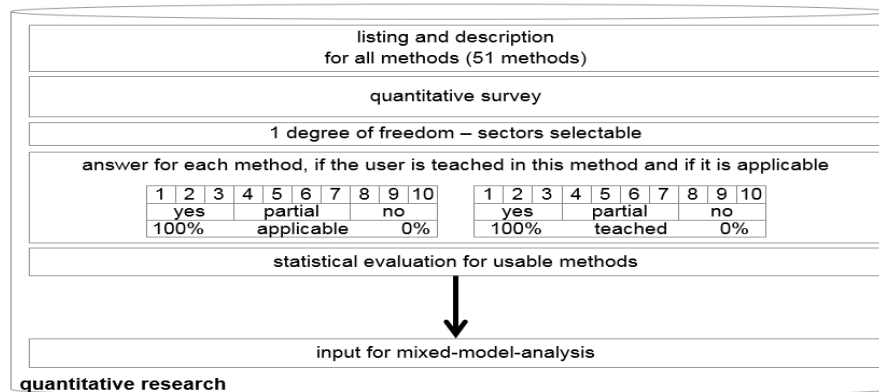 listing and description
for all methods (51 methods)
quantitative survey
1 degree of freedom – sectors selectable
answer for each method, if the user is teached in this method and if it is applicable
1 2 3 4 5 6 7 8 9 10 1 2 3 4 5 6 7 8 9 10
yes partial no yes partial no
100% applicable 0% 100% teached 0%
statistical evaluation for usable methods
input for mixed-model-analysis
quantitative research